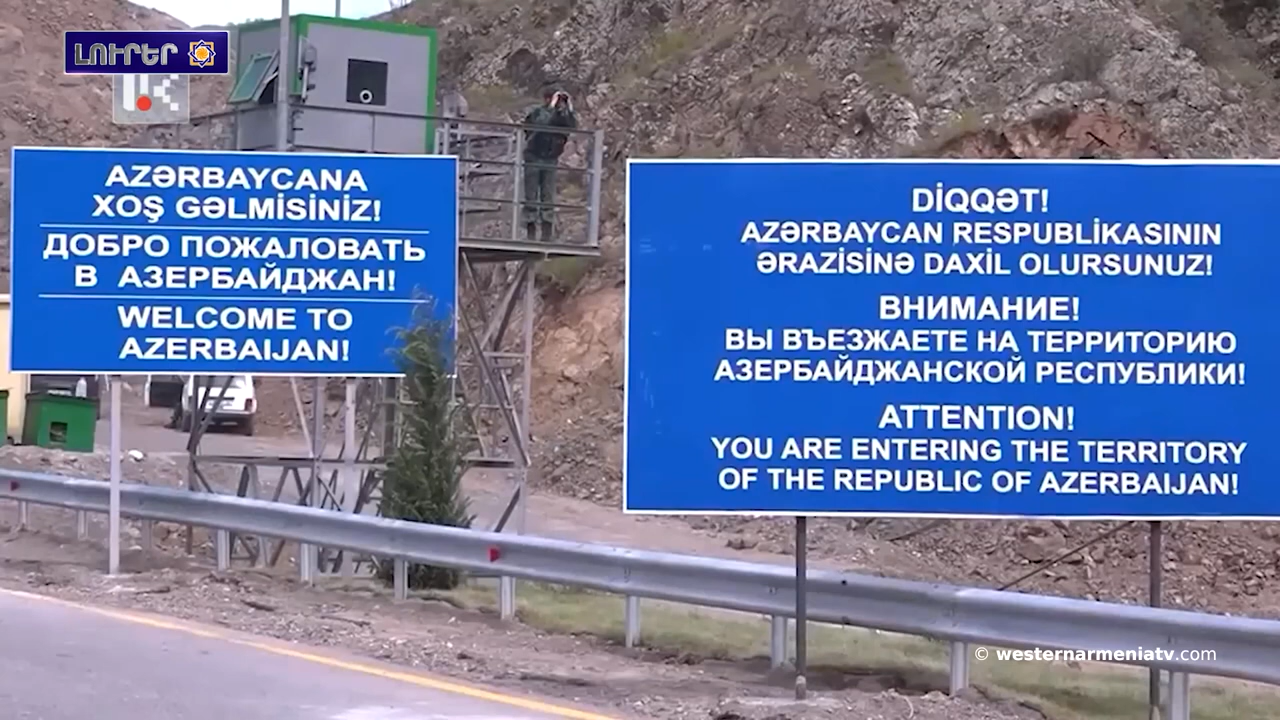 ԼՈՒՐԵՐ
AZƏRBAYCANA
XOŞ GƏLMİSİNİZ!
ДОБРО ПОЖАЛОВАТЬ
В АЗЕРБАЙДЖАН!
WELCOME TO
AZERBAIJAN!
DİQQƏT!
AZƏRBAYCAN RESPUBLİKASININ
ƏRAZİSİNƏ DAXİL OLURSUNUZ!
ВНИМАНИЕ!
ВЫ ВЪЕЗЖАЕТЕ НА ТЕРРИТОРИЮ
АЗЕРБАЙДЖАНСКОЙ РЕСПУБЛИКИ!
ATTENTION!
YOU ARE ENTERING THE TERRITORY
OF THE REPUBLIC OF AZERBAIJAN!
© westernarmeniatv.com